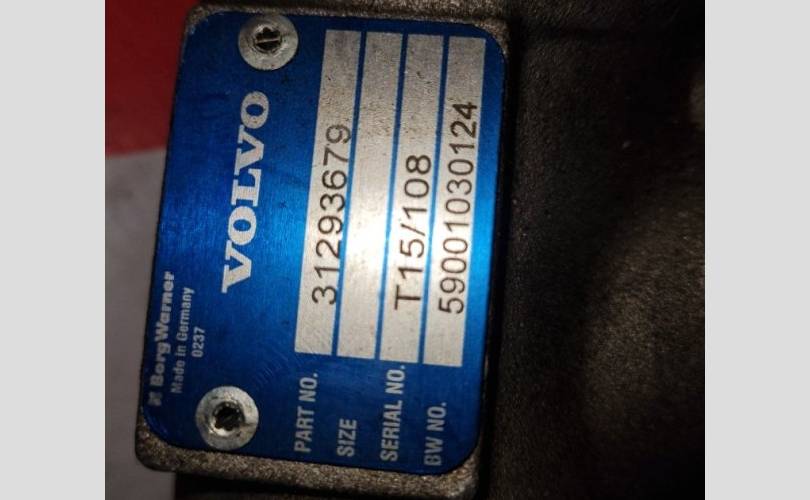 BorgWarner
Made in Germany
0237
VOLVO
PART NO. 31293679
SIZE
SERIAL NO. T15/108
BW NO. 59001030124